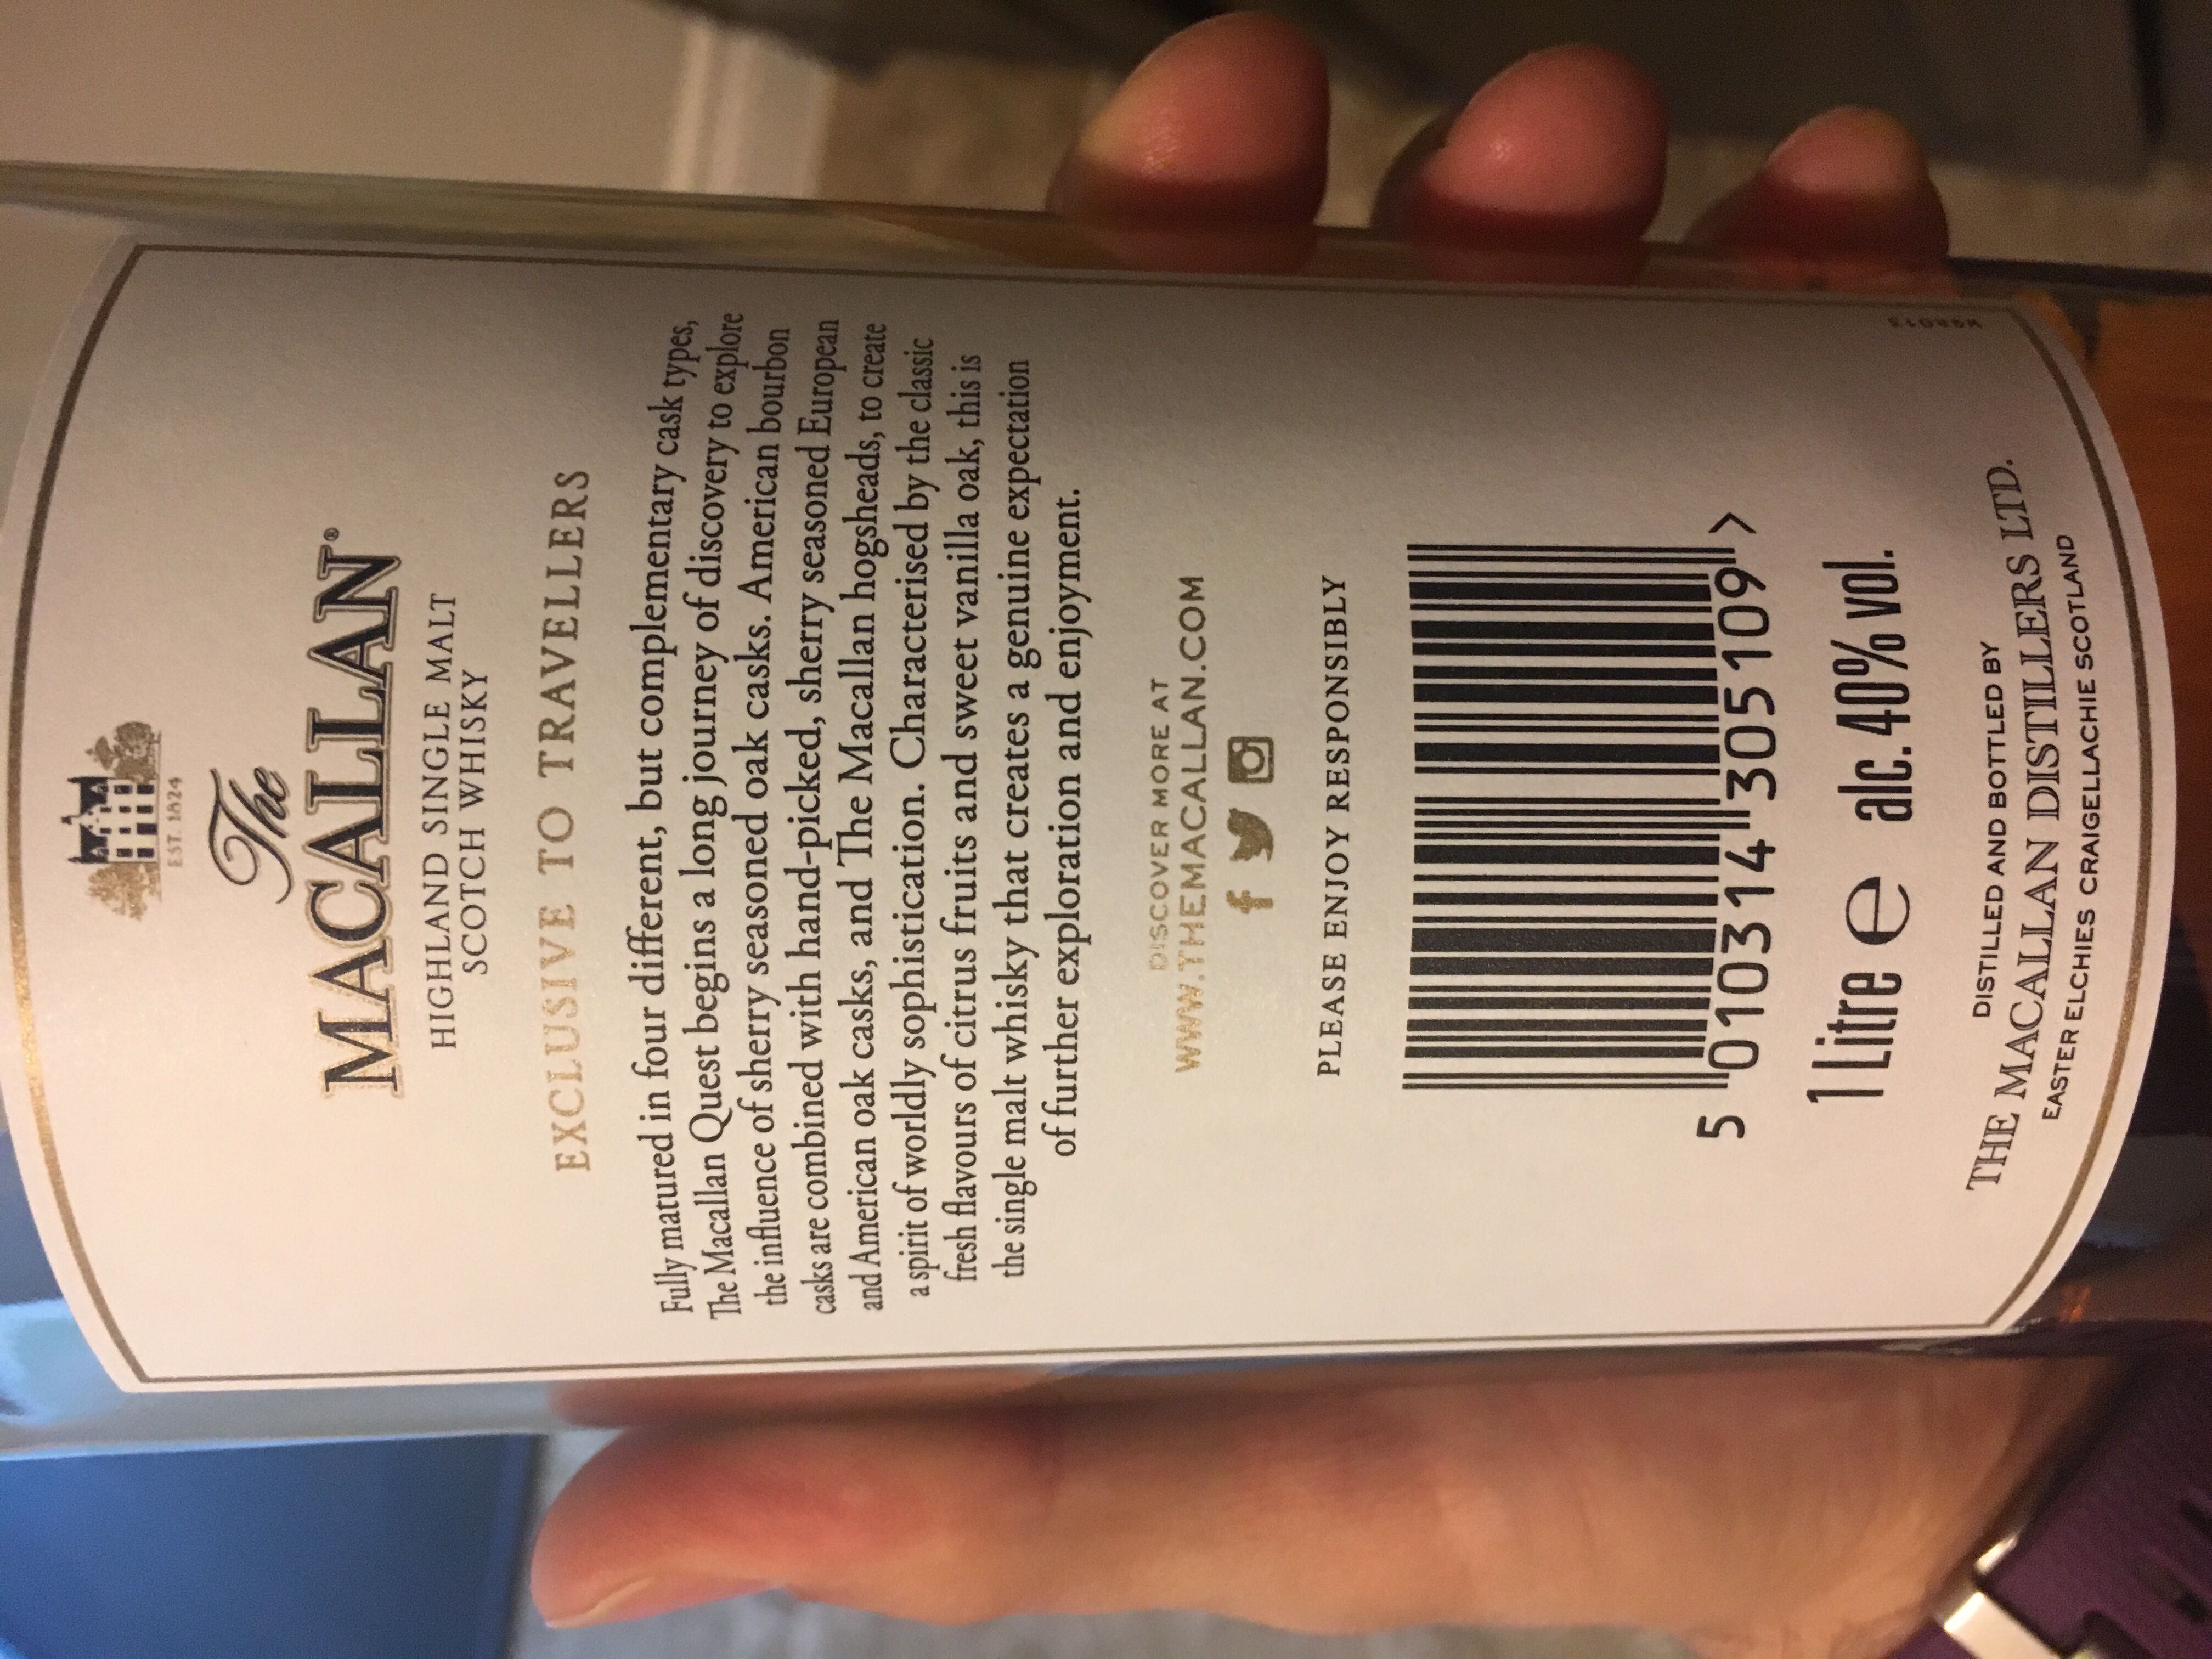 EST. 1824
The
MACALLAN®
HIGHLAND SINGLE MALT
SCOTCH WHISKY
EXCLUSIVE TO TRAVELLERS
Fully matured in four different, but complementary cask types,
The Macallan Quest begins a long journey of discovery to explore
the influence of sherry seasoned oak casks. American bourbon
casks are combined with hand-picked, sherry seasoned European
and American oak casks, and The Macallan hogsheads, to create
a spirit of worldly sophistication. Characterised by the classic
fresh flavours of citrus fruits and sweet vanilla oak, this is
the single malt whisky that creates a genuine expectation
of further exploration and enjoyment.
DISCOVER MORE AT
WWW.THEMACALLAN.COM
PLEASE ENJOY RESPONSIBLY
5 010314 305109 >
1 Litre ℮ alc. 40% vol.
DISTILLED AND BOTTLED BY
THE MACALLAN DISTILLERS LTD.
EASTER ELCHIES CRAIGELLACHIE SCOTLAND